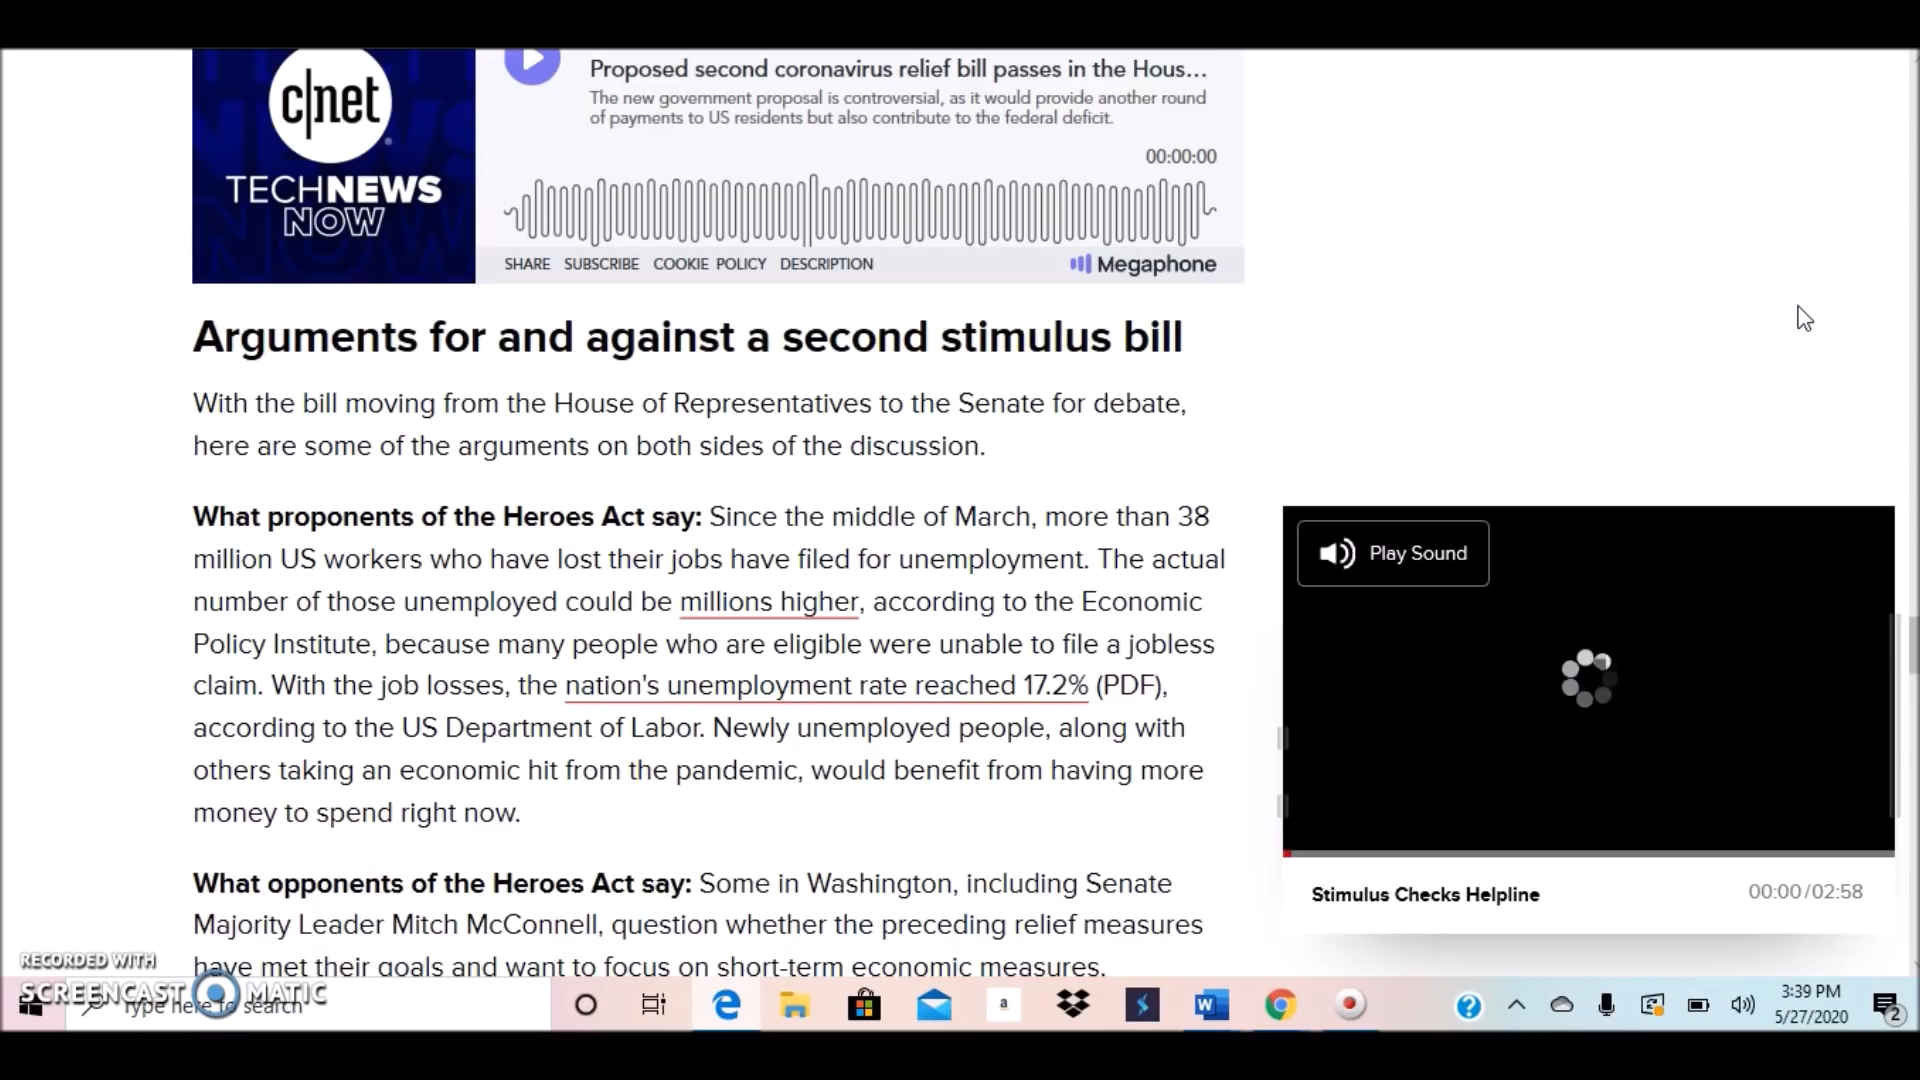 c|net
TECHNEWS
NOW
Proposed second coronavirus relief bill passes in the Hous...
The new government proposal is controversial, as it would provide another round
of payments to US residents but also contribute to the federal deficit.
00:00:00
SHARE SUBSCRIBE COOKIE POLICY DESCRIPTION
Megaphone
Arguments for and against a second stimulus bill
With the bill moving from the House of Representatives to the Senate for debate,
here are some of the arguments on both sides of the discussion.
What proponents of the Heroes Act say: Since the middle of March, more than 38
million US workers who have lost their jobs have filed for unemployment. The actual
number of those unemployed could be millions higher, according to the Economic
Policy Institute, because many people who are eligible were unable to file a jobless
claim. With the job losses, the nation's unemployment rate reached 17.2% (PDF),
according to the US Department of Labor. Newly unemployed people, along with
others taking an economic hit from the pandemic, would benefit from having more
money to spend right now.
What opponents of the Heroes Act say: Some in Washington, including Senate
Majority Leader Mitch McConnell, question whether the preceding relief measures
have met their goals and want to focus on short-term economic measures.
Play Sound
Stimulus Checks Helpline
00:00/02:58
RECORDED WITH
SCREENCAST MATIC
Type here to search
a
W
?
3:39 PM
5/27/2020
2